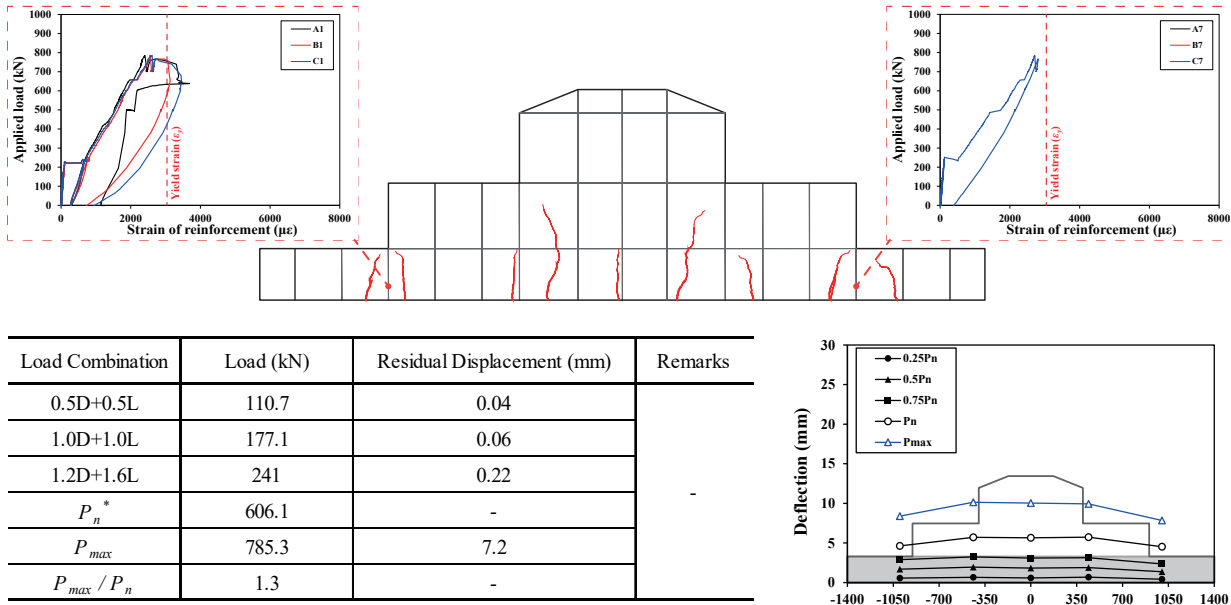 1000
900
800
700
600
500
400
300
200
100
0
0 2000 4000 6000 8000
Applied load (kN)
Strain of reinforcement (με)
Yield strain (εy)
A1
B1
C1
1000
900
800
700
600
500
400
300
200
100
0
0 2000 4000 6000 8000
Applied load (kN)
Strain of reinforcement (με)
Yield strain (εy)
A7
B7
C7
Load Combination Load (kN) Residual Displacement (mm) Remarks
0.5D+0.5L 110.7 0.04
1.0D+1.0L 177.1 0.06
1.2D+1.6L 241 0.22
-
Pn* 606.1 -
Pmax 785.3 7.2
Pmax / Pn 1.3 -
30
25
20
15
10
5
0
-1400 -1050 -700 -350 0 350 700 1050 1400
Deflection (mm)
0.25Pn
0.5Pn
0.75Pn
Pn
Pmax